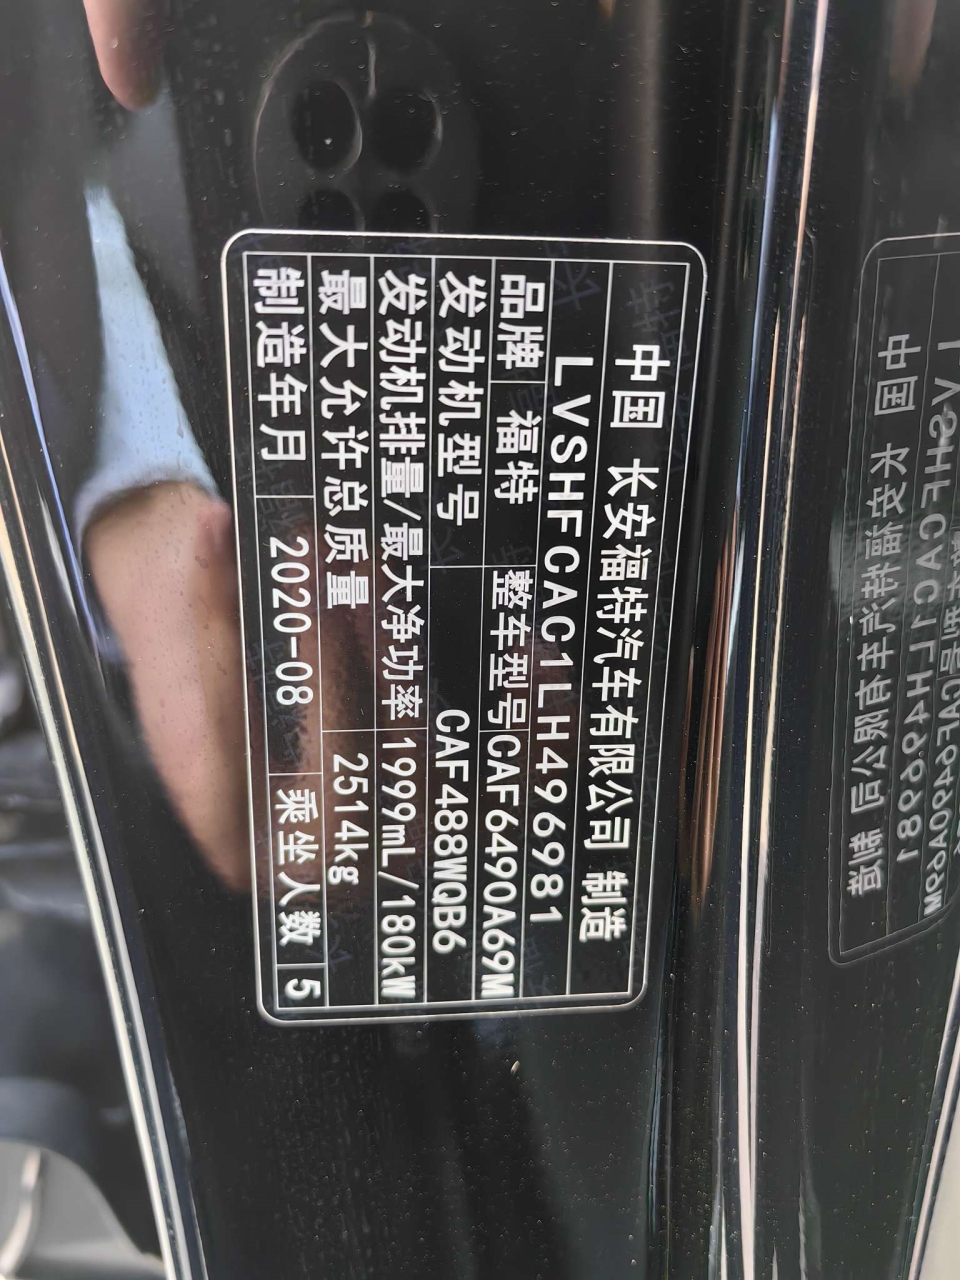 中国 长安福特汽车有限公司 制造
LVSHFCAC1LH496981
品牌 福特 整车型号 CAF6490A69M
发动机型号 CAF488WQB6
发动机排量/最大净功率 1999mL/180kW
最大允许总质量 2514kg
制造年月 2020-08 乘坐人数 5